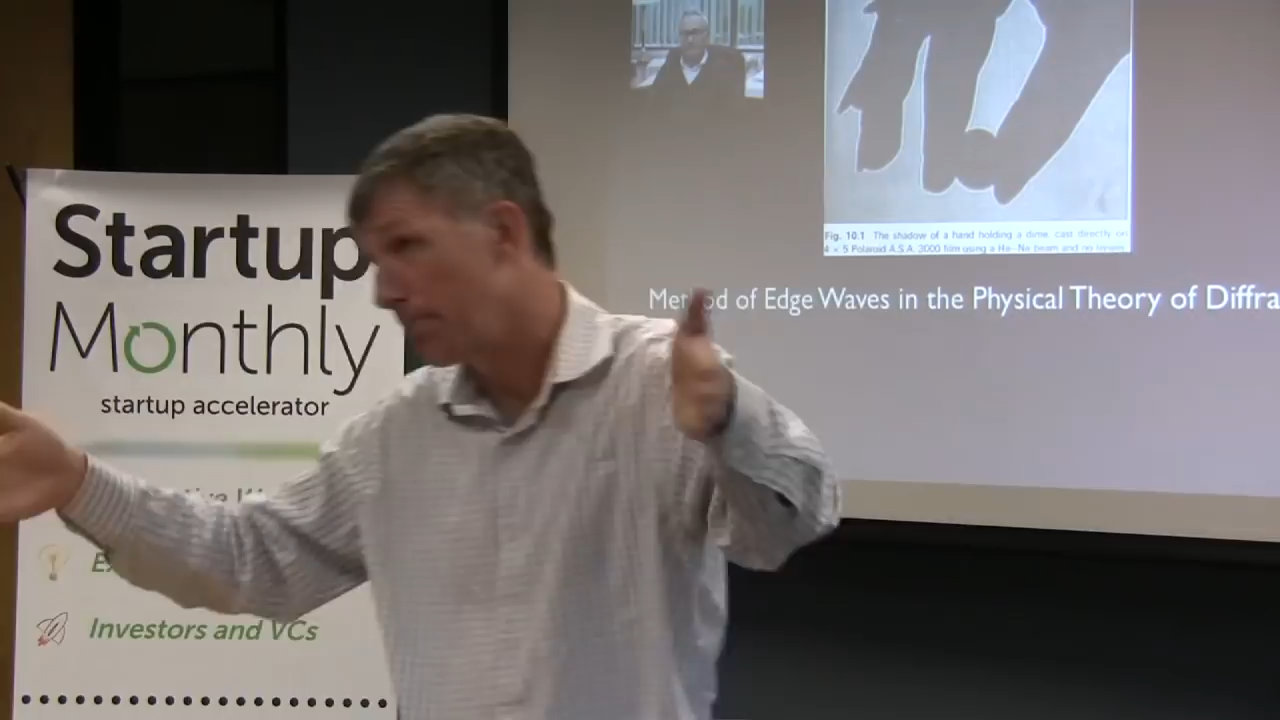 Startup
Monthly
startup accelerator
Investors and VCs
Fig. 10.1 The shadow of a hand holding a dime cast directly on
4 × 5 Polaroid A.S.A. 3000 film using a He-Ne beam and no lenses
of Edge Waves in the Physical Theory of Diffra